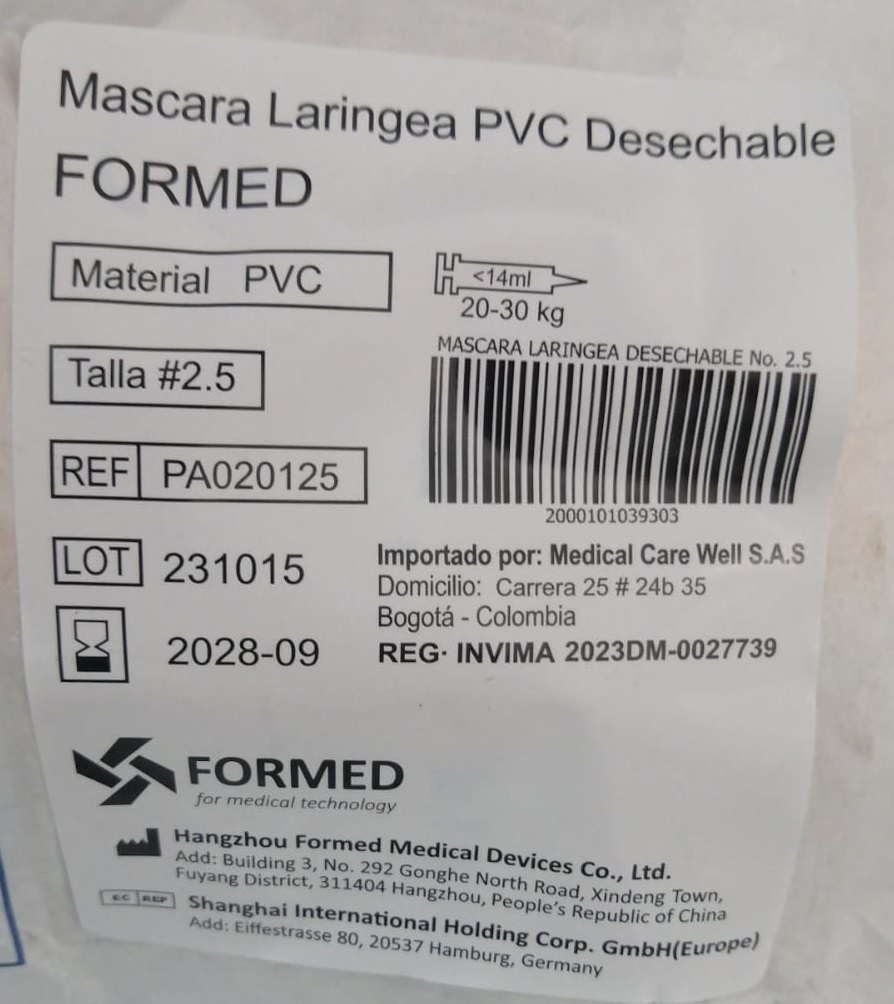 Mascara Laringea PVC Desechable
FORMED
Material PVC
<14ml
20-30 kg
Talla #2.5
MASCARA LARINGEA DESECHABLE No. 2.5
2000101039303
REF PA020125
LOT 231015
2028-09
Importado por: Medical Care Well S.A.S
Domicilio: Carrera 25 # 24b 35
Bogotá - Colombia
REG· INVIMA 2023DM-0027739
FORMED
for medical technology
Hangzhou Formed Medical Devices Co., Ltd.
Add: Building 3, No. 292 Gonghe North Road, Xindeng Town,
Fuyang District, 311404 Hangzhou, People's Republic of China
EC REP Shanghai International Holding Corp. GmbH(Europe)
Add: Eiffestrasse 80, 20537 Hamburg, Germany